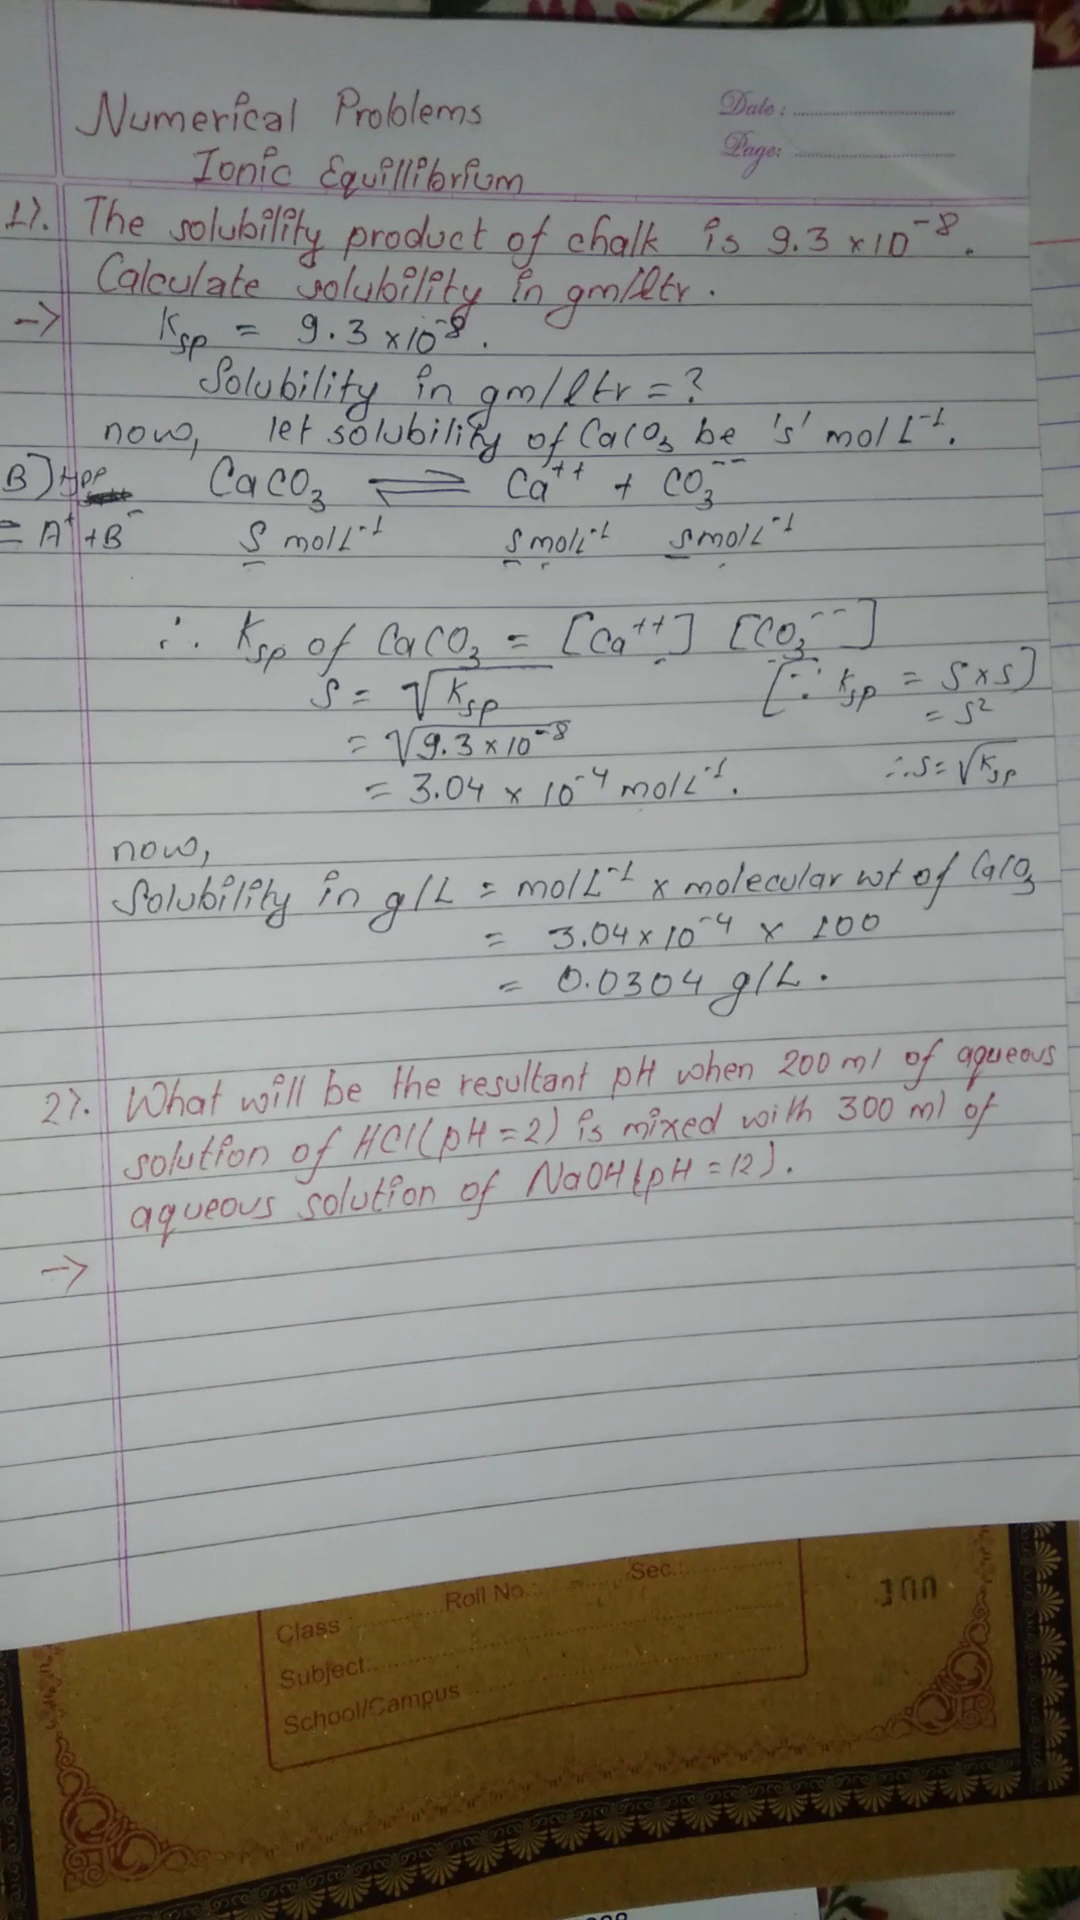 Numerical Problems
Ionic Equillibrium
Date:
Page:
1). The solubility product of chalk is 9.3 × 10⁻⁸.
Calculate solubility in gm/ltr.
→ Ksp = 9.3 × 10⁻⁸.
Solubility in gm/ltr = ?
now, let solubility of CaCO₃ be 's' mol L⁻¹.
B] CaCO₃ ⇌ Ca⁺⁺ + CO₃⁻⁻
= A⁺ + B⁻ S mol L⁻¹ S mol L⁻¹ S mol L⁻¹
∴ Ksp of CaCO₃ = [Ca⁺⁺] [CO₃⁻⁻]
S = √Ksp [∵ Ksp = S×S]
= S²
= √9.3 × 10⁻⁸
∴ S = √Ksp
= 3.04 × 10⁻⁴ mol L⁻¹.
now,
Solubility in g/L = mol L⁻¹ × molecular wt of CaCO₃
= 3.04 × 10⁻⁴ × 100
= 0.0304 g/L.
2). What will be the resultant pH when 200 ml of aqueous
solution of HCl (pH = 2) is mixed with 300 ml of
aqueous solution of NaOH (pH = 12).
→
Roll No.: Sec.:
Class
Subject:
School/Campus
300